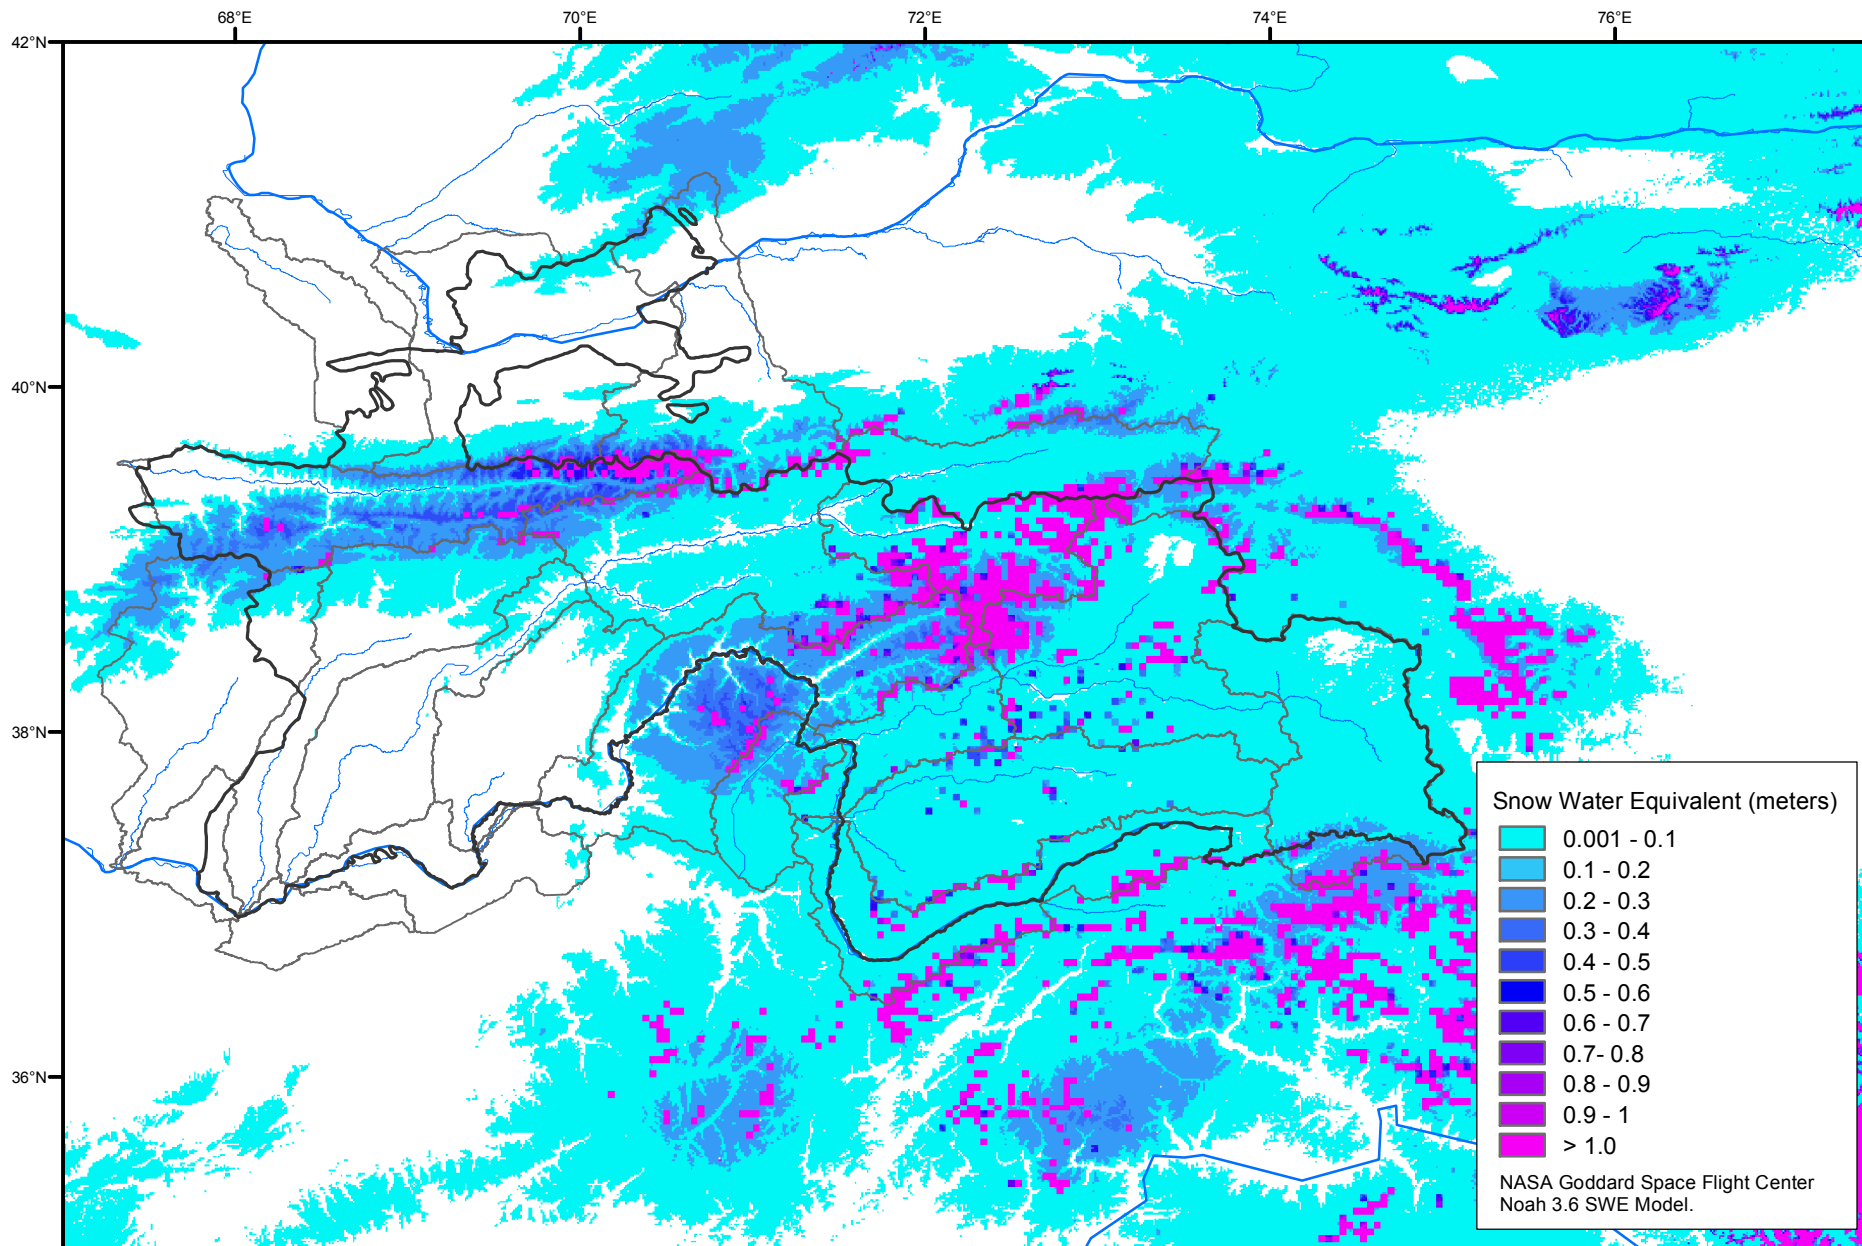 68°E
70°E
72°E
74°E
76°E
42°N
40°N
38°N
36°N
Snow Water Equivalent (meters)
0.001 - 0.1
0.1 - 0.2
0.2 - 0.3
0.3 - 0.4
0.4 - 0.5
0.5 - 0.6
0.6 - 0.7
0.7- 0.8
0.8 - 0.9
0.9 - 1
> 1.0
NASA Goddard Space Flight Center
Noah 3.6 SWE Model.